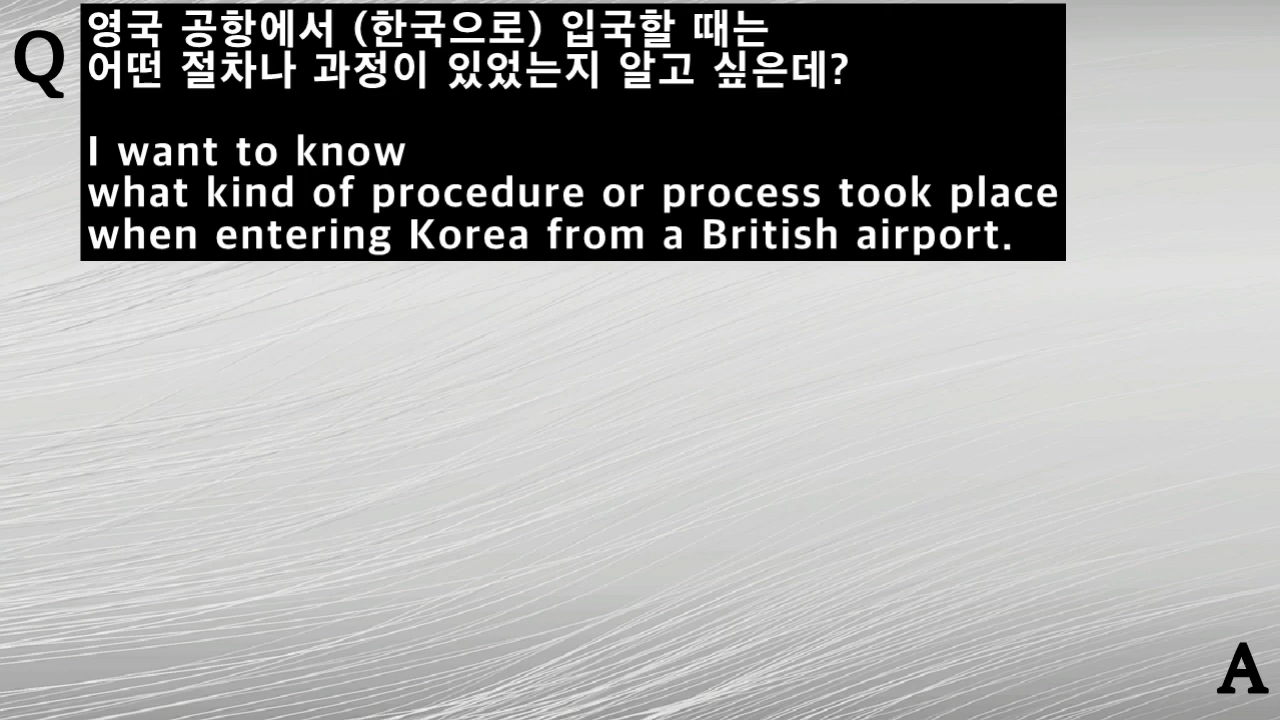 Q
영국 공항에서 (한국으로) 입국할 때는
어떤 절차나 과정이 있었는지 알고 싶은데?
I want to know
what kind of procedure or process took place
when entering Korea from a British airport.
A